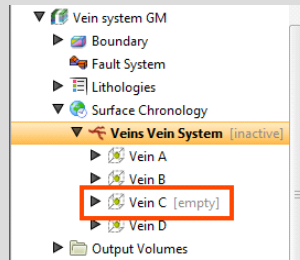 Vein system GM
Boundary
Fault System
Lithologies
Surface Chronology
Veins Vein System [inactive]
Vein A
Vein B
Vein C [empty]
Vein D
Output Volumes